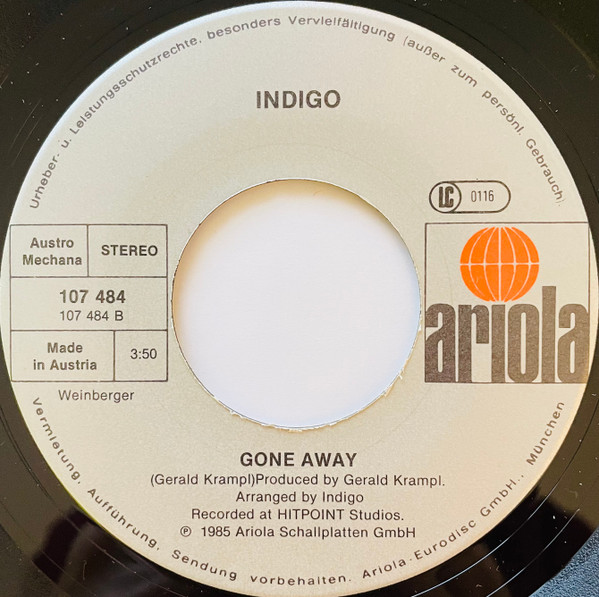 Urheber- u. Leistungsschutzrechte, besonders Vervielfältigung (außer zum persönl. Gebrauch)
INDIGO
LC 0116
Austro
Mechana
STEREO
107 484
107 484 B
Made
in Austria
3:50
Weinberger
ariola
GONE AWAY
(Gerald Krampl)Produced by Gerald Krampl.
Arranged by Indigo
Recorded at HITPOINT Studios.
℗ 1985 Ariola Schallplatten GmbH
Vermietung, Aufführung, Sendung vorbehalten. Ariola-Eurodisc GmbH., München